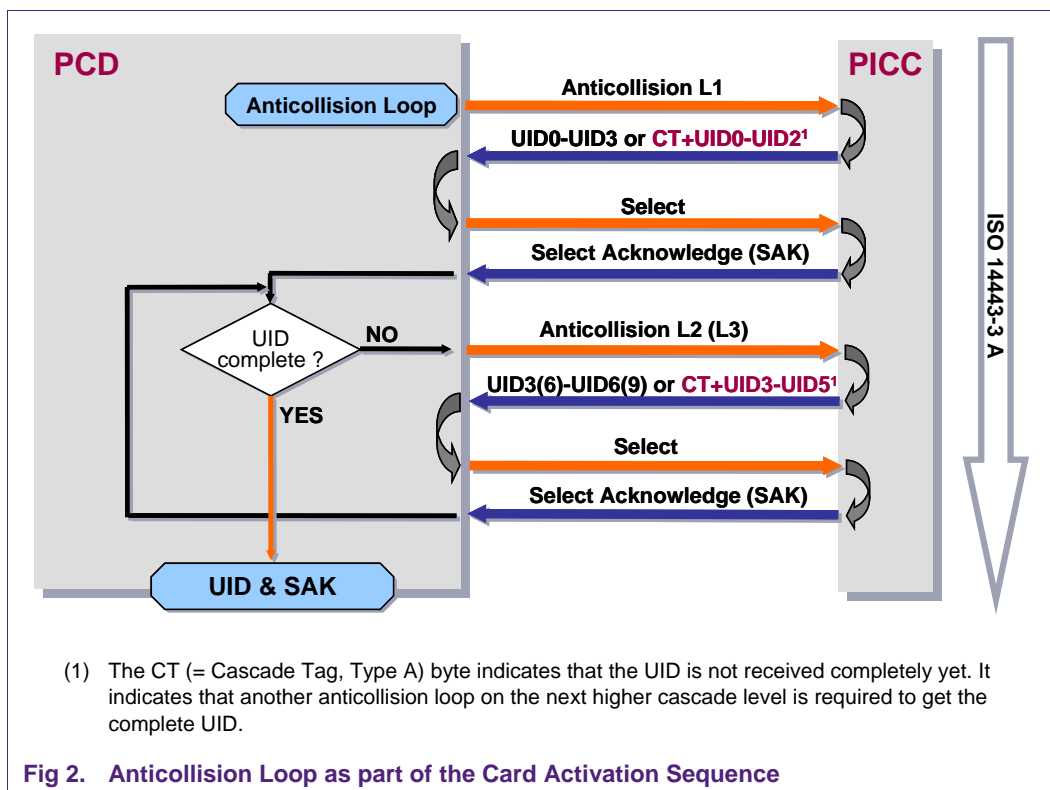 PCD
PICC
Anticollision Loop
Anticollision L1
UID0-UID3 or CT+UID0-UID2¹
Select
Select Acknowledge (SAK)
UID
complete ?
NO
YES
Anticollision L2 (L3)
UID3(6)-UID6(9) or CT+UID3-UID5¹
Select
Select Acknowledge (SAK)
UID & SAK
ISO 14443-3 A
(1) The CT (= Cascade Tag, Type A) byte indicates that the UID is not received completely yet. It
indicates that another anticollision loop on the next higher cascade level is required to get the
complete UID.
Fig 2. Anticollision Loop as part of the Card Activation Sequence